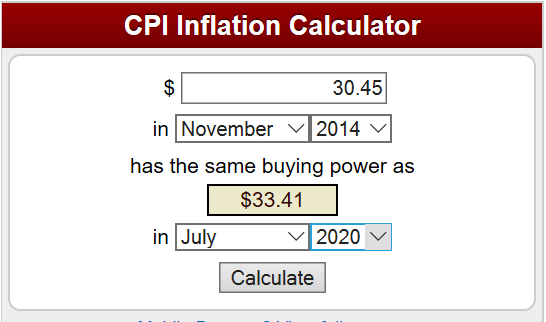 CPI Inflation Calculator
$ 30.45
in November 2014
has the same buying power as
$33.41
in July 2020
Calculate